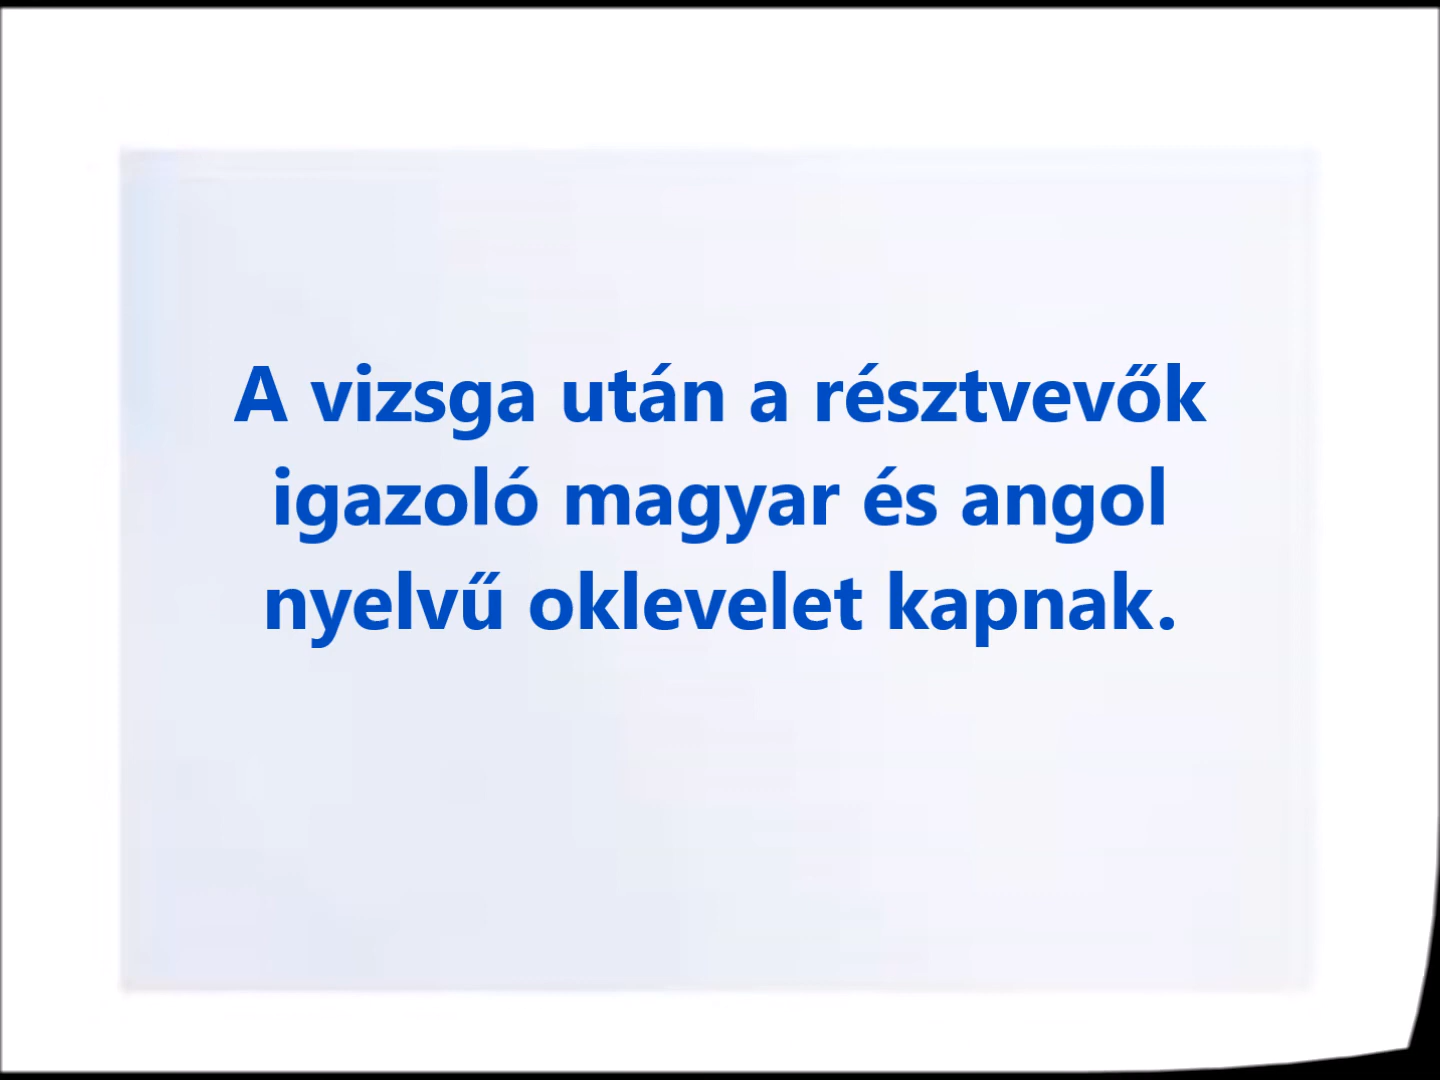 A vizsga után a résztvevők
igazoló magyar és angol
nyelvű oklevelet kapnak.